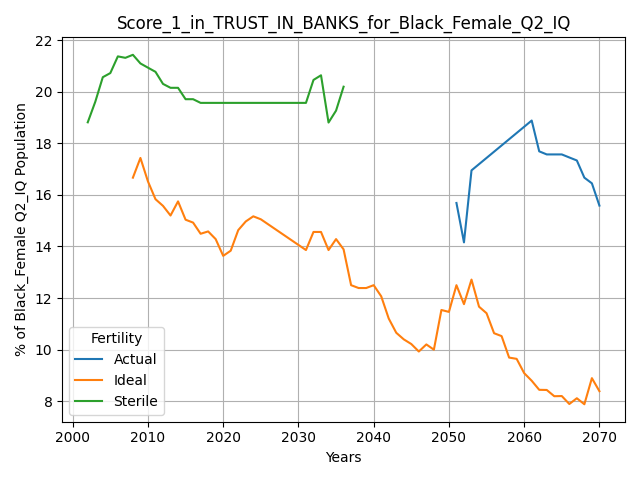 Score_1_in_TRUST_IN_BANKS_for_Black_Female_Q2_IQ
% of Black_Female Q2_IQ Population
22
20
18
16
14
12
10
8
Fertility
Actual
Ideal
Sterile
2000 2010 2020 2030 2040 2050 2060 2070
Years